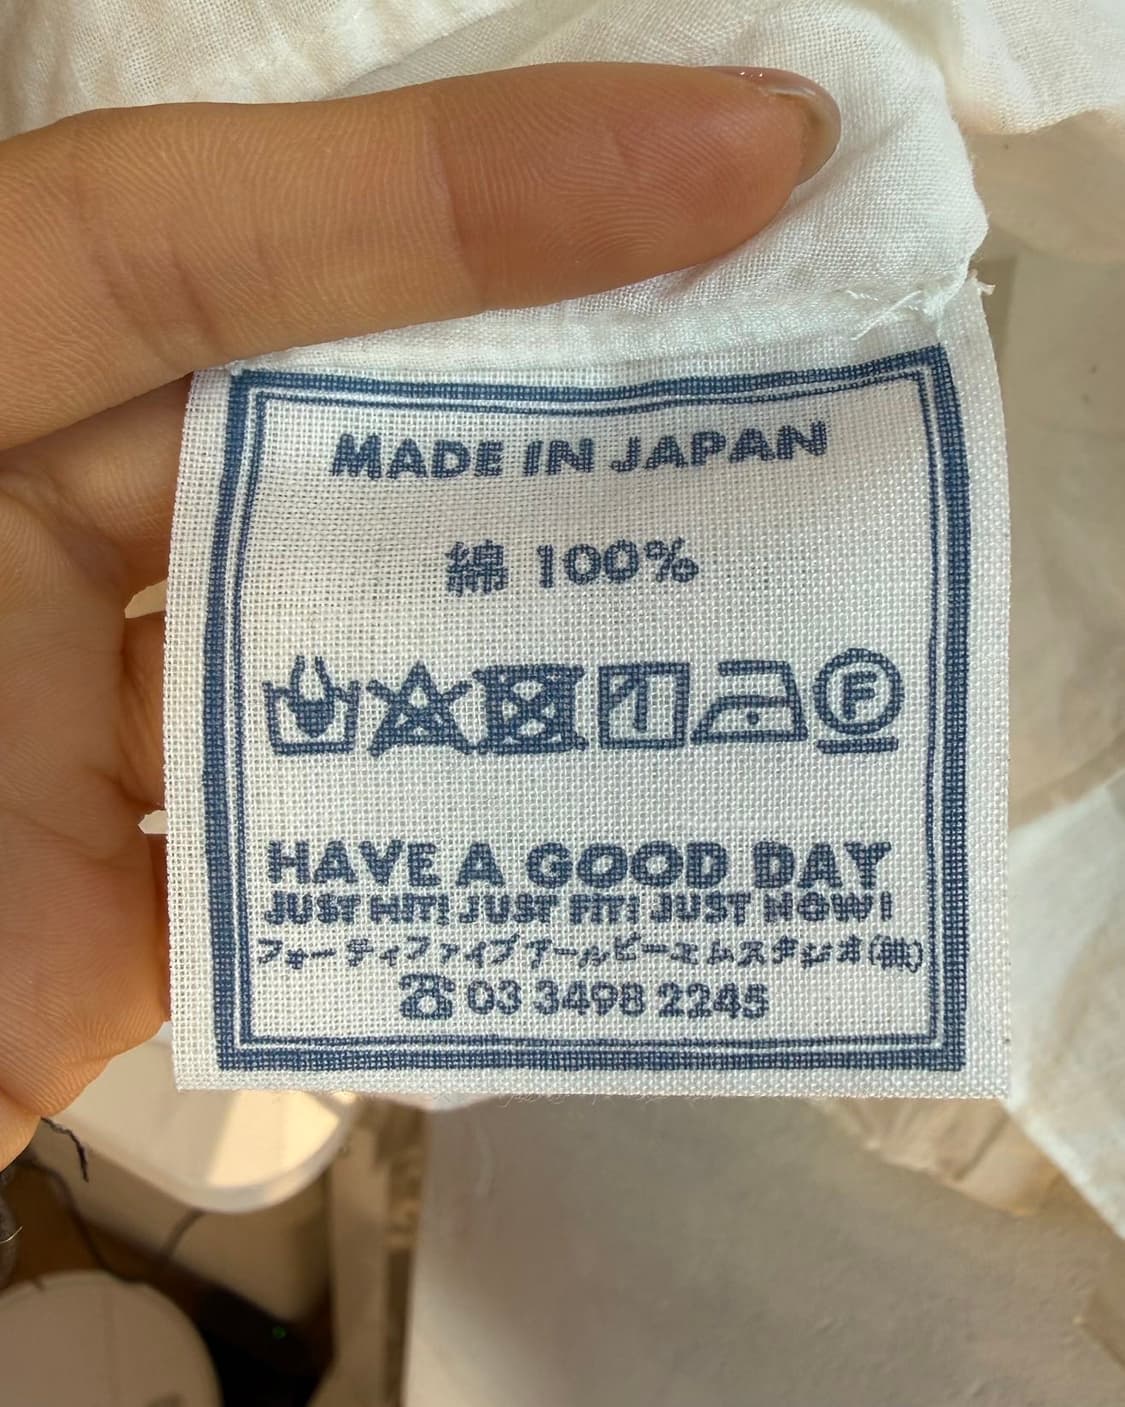 MADE IN JAPAN
綿 100%
F
HAVE A GOOD DAY
JUST HIT! JUST FIT! JUST NOW!
フォーティファイブアールピーエムスタジオ(株)
☎03 3498 2245